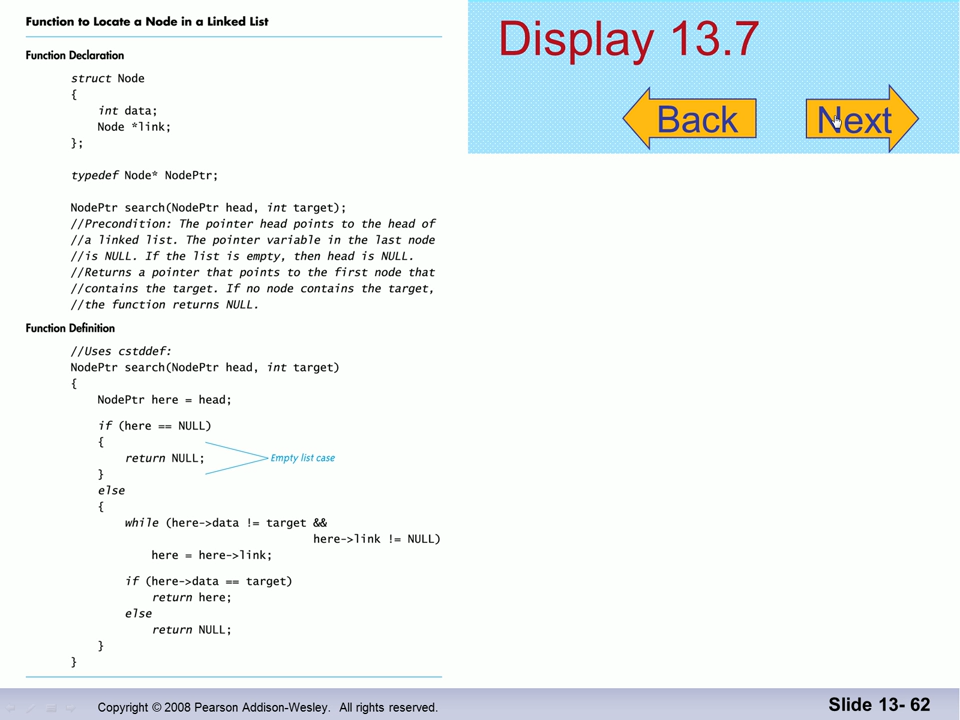 Function to Locate a Node in a Linked List
Function Declaration
struct Node
{
int data;
Node *link;
};
typedef Node* NodePtr;
NodePtr search(NodePtr head, int target);
//Precondition: The pointer head points to the head of
//a linked list. The pointer variable in the last node
//is NULL. If the list is empty, then head is NULL.
//Returns a pointer that points to the first node that
//contains the target. If no node contains the target,
//the function returns NULL.
Function Definition
//Uses cstddef:
NodePtr search(NodePtr head, int target)
{
NodePtr here = head;
if (here == NULL)
{
return NULL;
Empty list case
}
else
{
while (here->data != target &&
here->link != NULL)
here = here->link;
if (here->data == target)
return here;
else
return NULL;
}
}
Display 13.7
Back
Next
Copyright © 2008 Pearson Addison-Wesley. All rights reserved.
Slide 13- 62